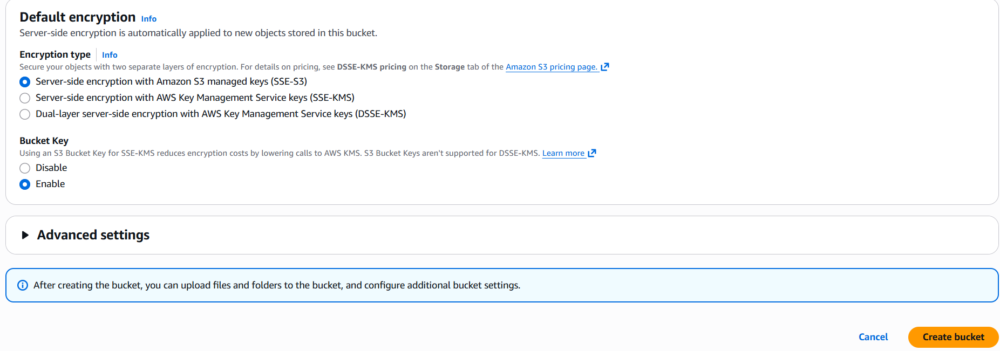 Default encryption Info
Server-side encryption is automatically applied to new objects stored in this bucket.
Encryption type Info
Secure your objects with two separate layers of encryption. For details on pricing, see DSSE-KMS pricing on the Storage tab of the Amazon S3 pricing page.
Server-side encryption with Amazon S3 managed keys (SSE-S3)
Server-side encryption with AWS Key Management Service keys (SSE-KMS)
Dual-layer server-side encryption with AWS Key Management Service keys (DSSE-KMS)
Bucket Key
Using an S3 Bucket Key for SSE-KMS reduces encryption costs by lowering calls to AWS KMS. S3 Bucket Keys aren't supported for DSSE-KMS. Learn more
Disable
Enable
Advanced settings
After creating the bucket, you can upload files and folders to the bucket, and configure additional bucket settings.
Cancel Create bucket